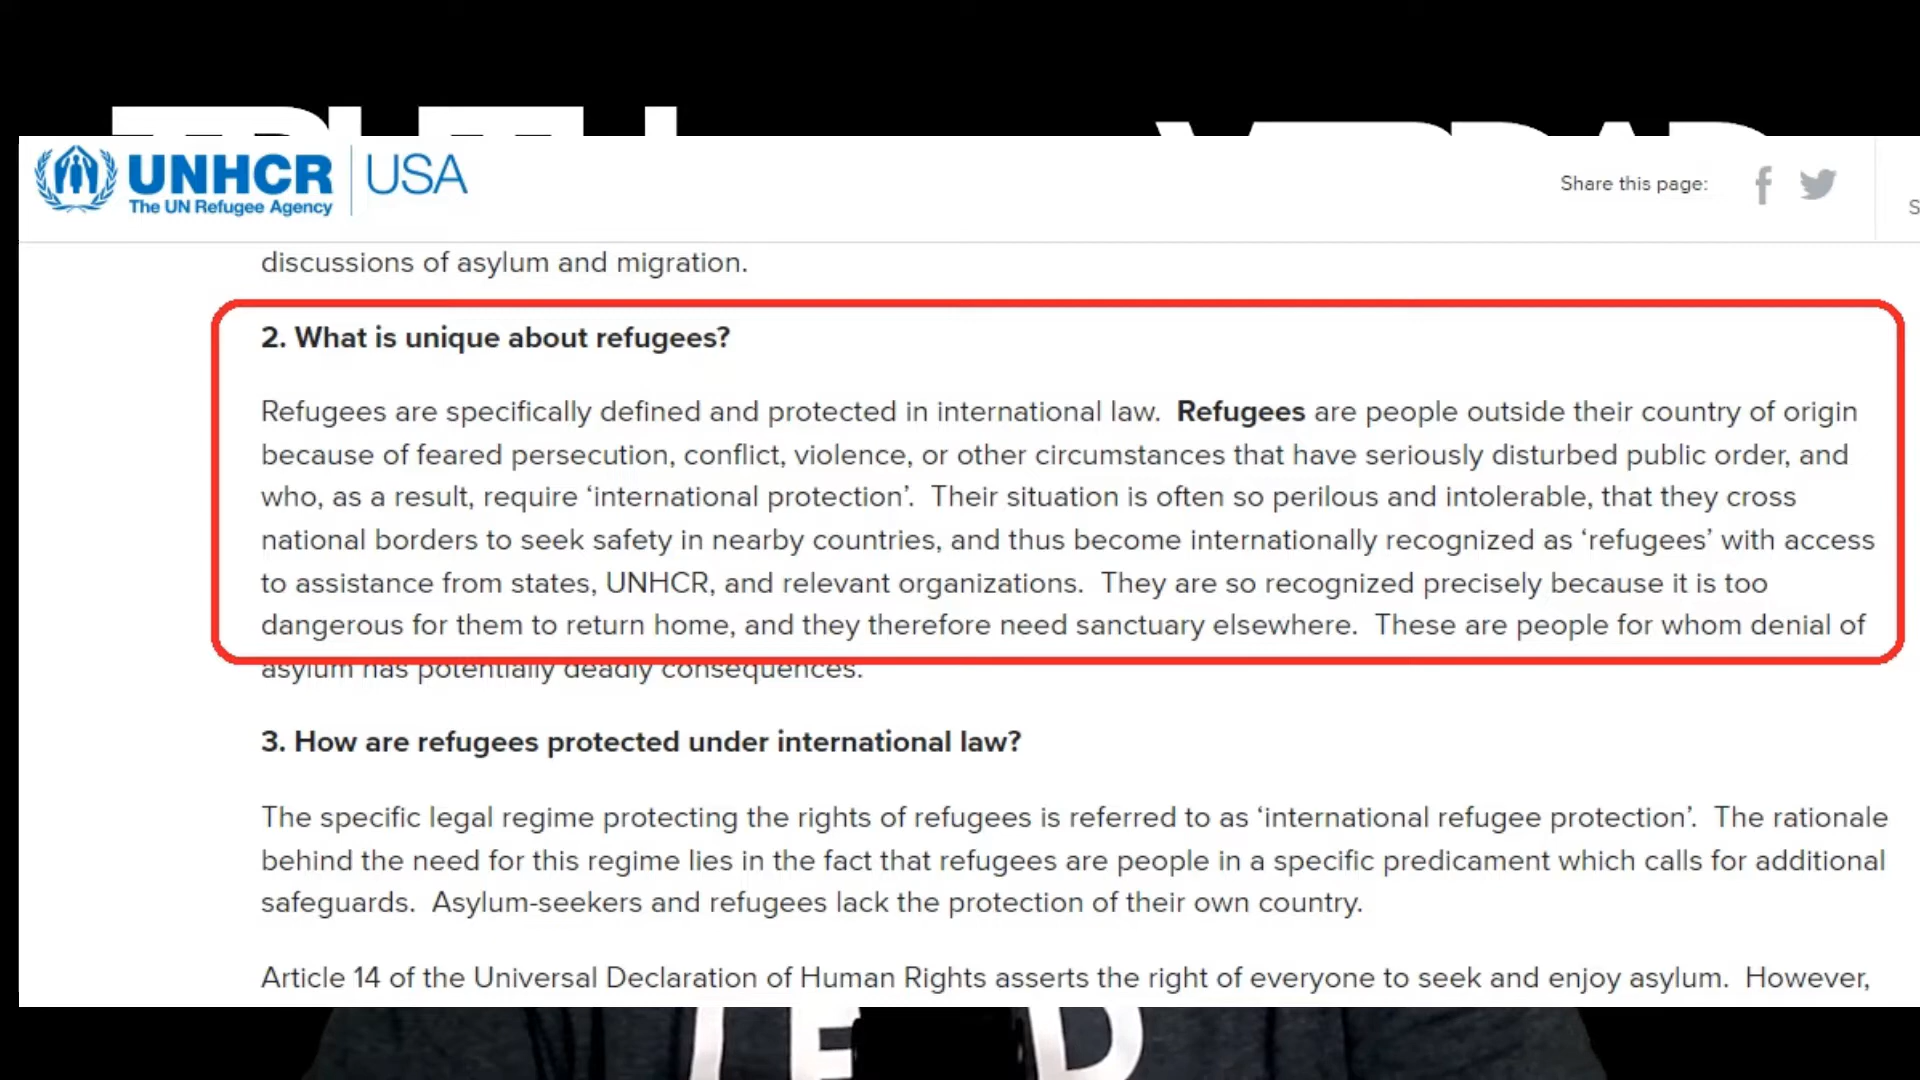 UNHCR USA
The UN Refugee Agency
Share this page:
discussions of asylum and migration.
2. What is unique about refugees?
Refugees are specifically defined and protected in international law. Refugees are people outside their country of origin
because of feared persecution, conflict, violence, or other circumstances that have seriously disturbed public order, and
who, as a result, require ‘international protection’. Their situation is often so perilous and intolerable, that they cross
national borders to seek safety in nearby countries, and thus become internationally recognized as ‘refugees’ with access
to assistance from states, UNHCR, and relevant organizations. They are so recognized precisely because it is too
dangerous for them to return home, and they therefore need sanctuary elsewhere. These are people for whom denial of
asylum has potentially deadly consequences.
3. How are refugees protected under international law?
The specific legal regime protecting the rights of refugees is referred to as ‘international refugee protection’. The rationale
behind the need for this regime lies in the fact that refugees are people in a specific predicament which calls for additional
safeguards. Asylum-seekers and refugees lack the protection of their own country.
Article 14 of the Universal Declaration of Human Rights asserts the right of everyone to seek and enjoy asylum. However,